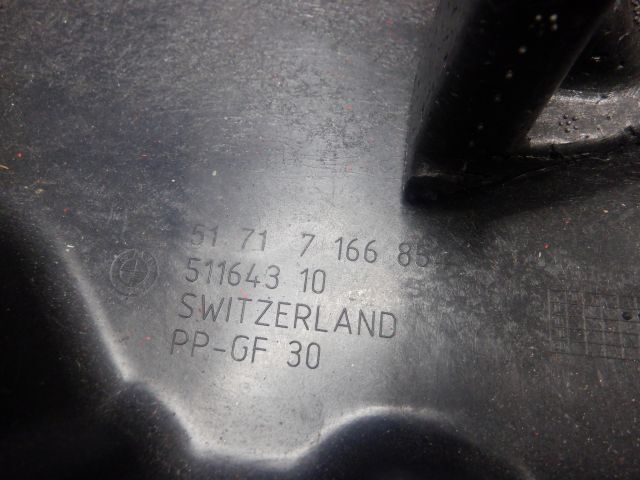 51 71 7 166 85
511643 10
SWITZERLAND
PP-GF 30